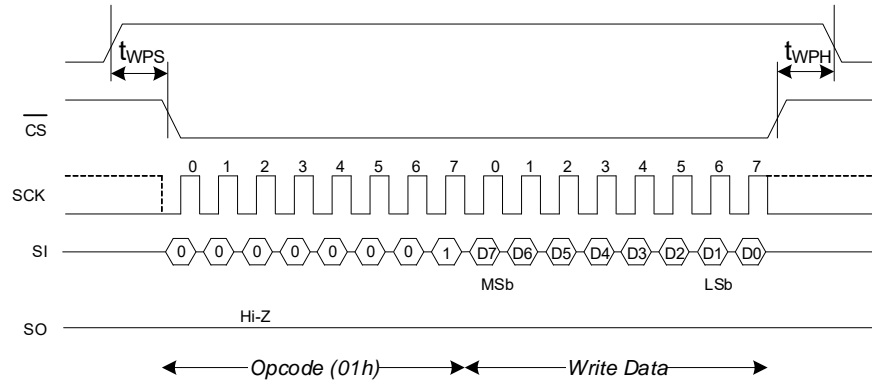 tWPS tWPH
CS
0 1 2 3 4 5 6 7 0 1 2 3 4 5 6 7
SCK
SI 0 0 0 0 0 0 0 1 D7 D6 D5 D4 D3 D2 D1 D0
MSb LSb
Hi-Z
SO
Opcode (01h) Write Data